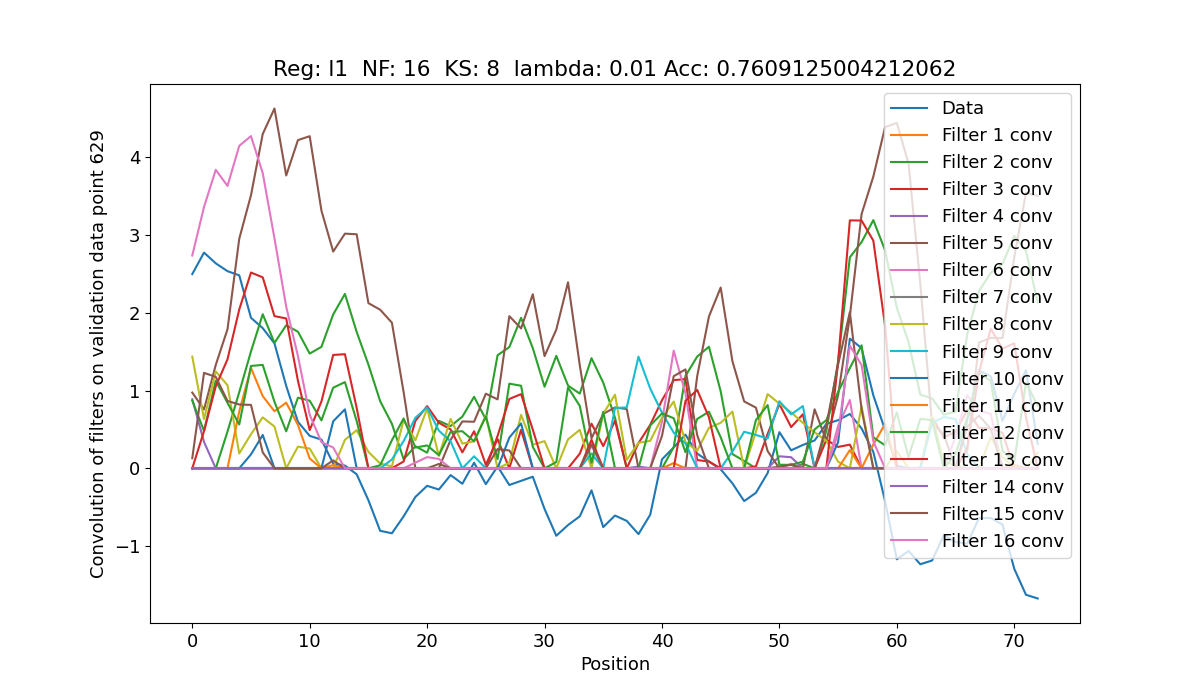 Reg: l1  NF: 16  KS: 8  lambda: 0.01 Acc: 0.7609125004212062
Convolution of filters on validation data point 629
4
3
2
1
0
−1
0 10 20 30 40 50 60 70
Position
Data
Filter 1 conv
Filter 2 conv
Filter 3 conv
Filter 4 conv
Filter 5 conv
Filter 6 conv
Filter 7 conv
Filter 8 conv
Filter 9 conv
Filter 10 conv
Filter 11 conv
Filter 12 conv
Filter 13 conv
Filter 14 conv
Filter 15 conv
Filter 16 conv